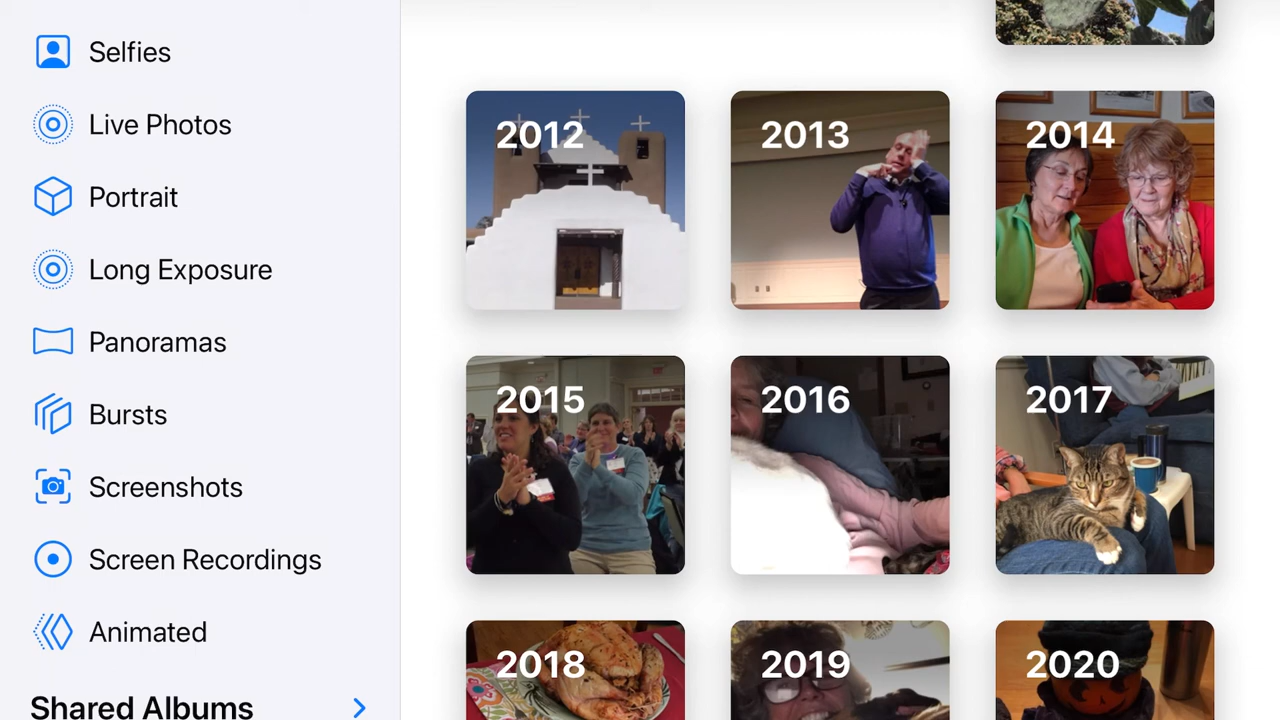 Selfies
Live Photos
Portrait
Long Exposure
Panoramas
Bursts
Screenshots
Screen Recordings
Animated
Shared Albums
2012
2013
2014
2015
2016
2017
2018
2019
2020